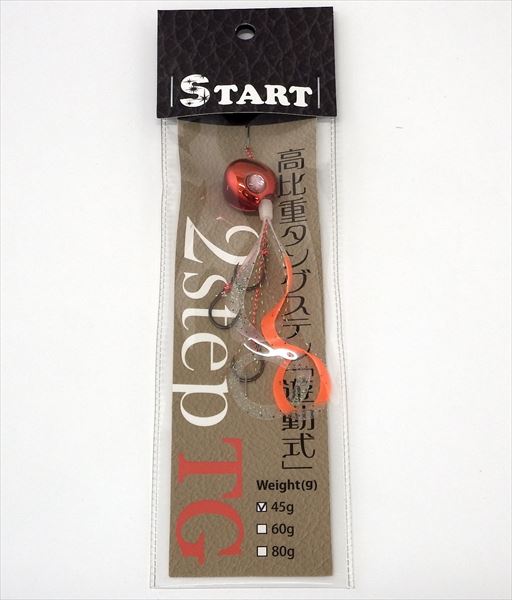 START
高比重タングステン「遊動式」
2step TG
Weight(g)
☑ 45g
☐ 60g
☐ 80g